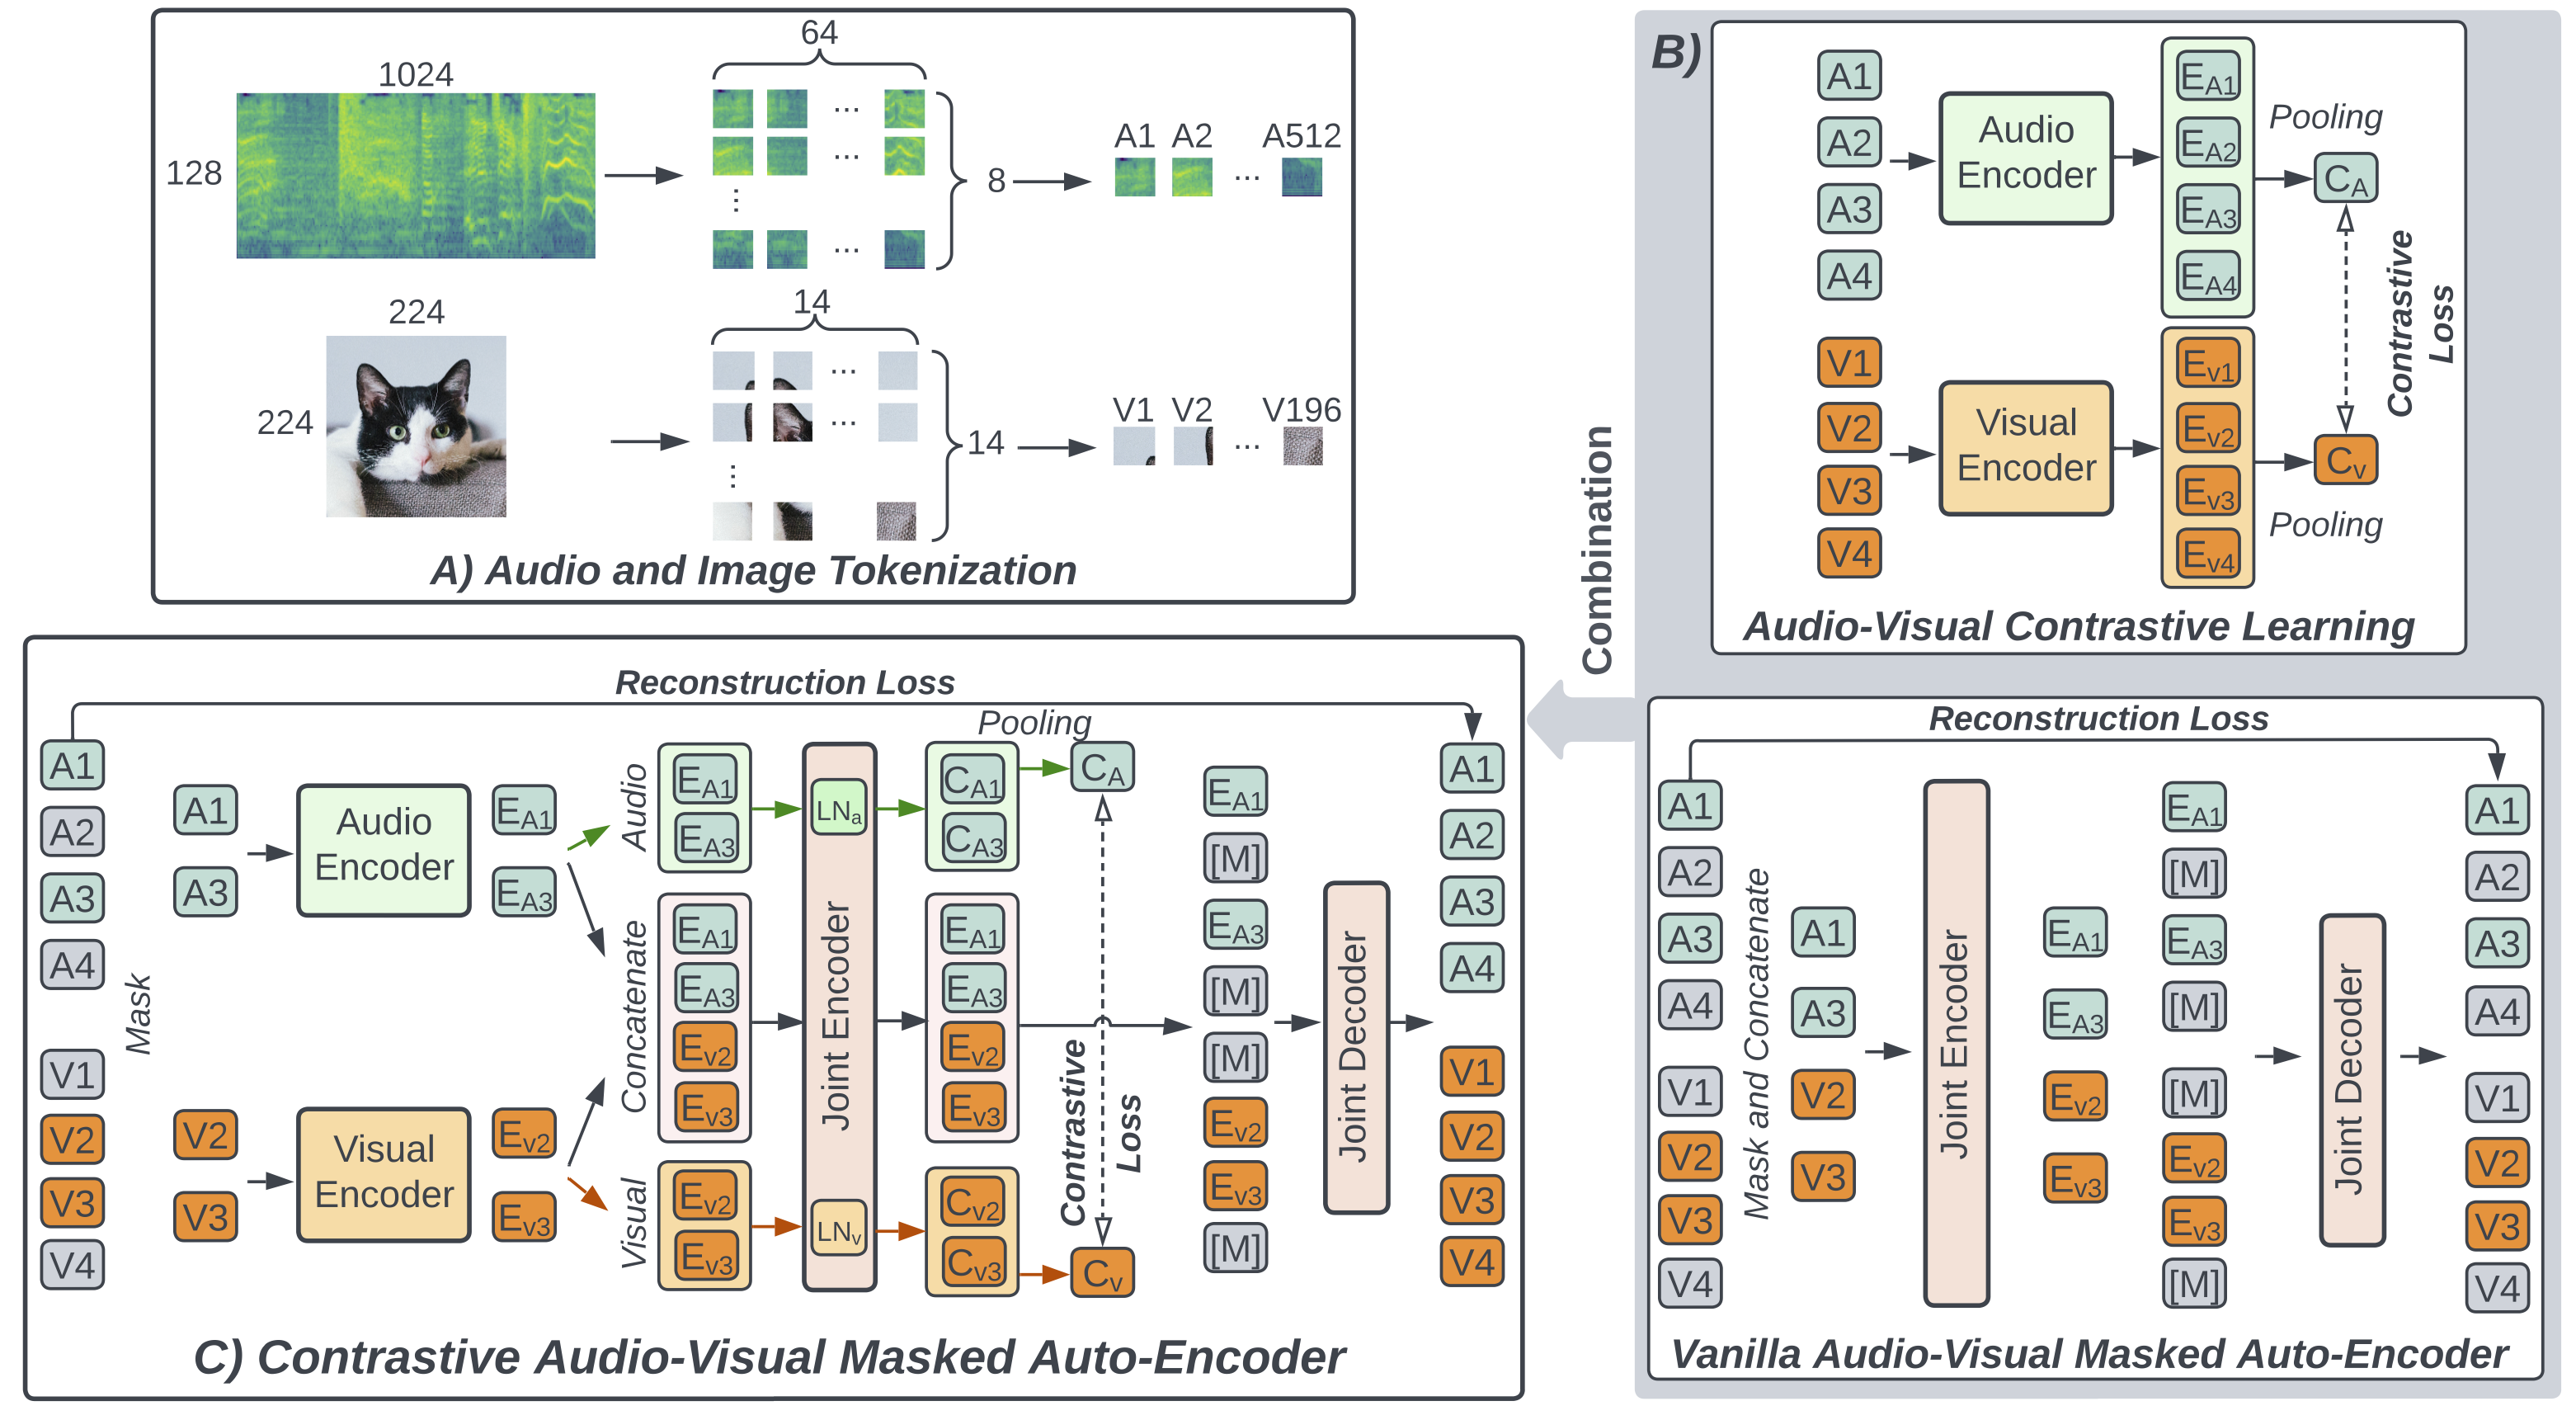 64
1024
128
8
A1 A2 ... A512
...
...
...
...
14
224
224
14
V1 V2 ... V196
...
...
...
A) Audio and Image Tokenization
B)
A1
A2
A3
A4
Audio
Encoder
EA1
EA2
EA3
EA4
Pooling
CA
V1
V2
V3
V4
Visual
Encoder
Ev1
Ev2
Ev3
Ev4
Cv
Pooling
Contrastive
Loss
Audio-Visual Contrastive Learning
Combination
Reconstruction Loss
A1
A2
A3
A4
V1
V2
V3
V4
Mask
A1
A3
Audio
Encoder
EA1
EA3
V2
V3
Visual
Encoder
Ev2
Ev3
Audio
EA1
EA3
Concatenate
EA1
EA3
Ev2
Ev3
Visual
Ev2
Ev3
LNa
Joint Encoder
LNv
CA1
CA3
EA1
EA3
Ev2
Ev3
Cv2
Cv3
Pooling
CA
Contrastive
Loss
Cv
EA1
[M]
EA3
[M]
[M]
Ev2
Ev3
[M]
Joint Decoder
A1
A2
A3
A4
V1
V2
V3
V4
C) Contrastive Audio-Visual Masked Auto-Encoder
Reconstruction Loss
A1
A2
A3
A4
V1
V2
V3
V4
Mask and Concatenate
A1
A3
V2
V3
Joint Encoder
EA1
EA3
Ev2
Ev3
EA1
[M]
EA3
[M]
[M]
Ev2
Ev3
[M]
Joint Decoder
A1
A2
A3
A4
V1
V2
V3
V4
Vanilla Audio-Visual Masked Auto-Encoder